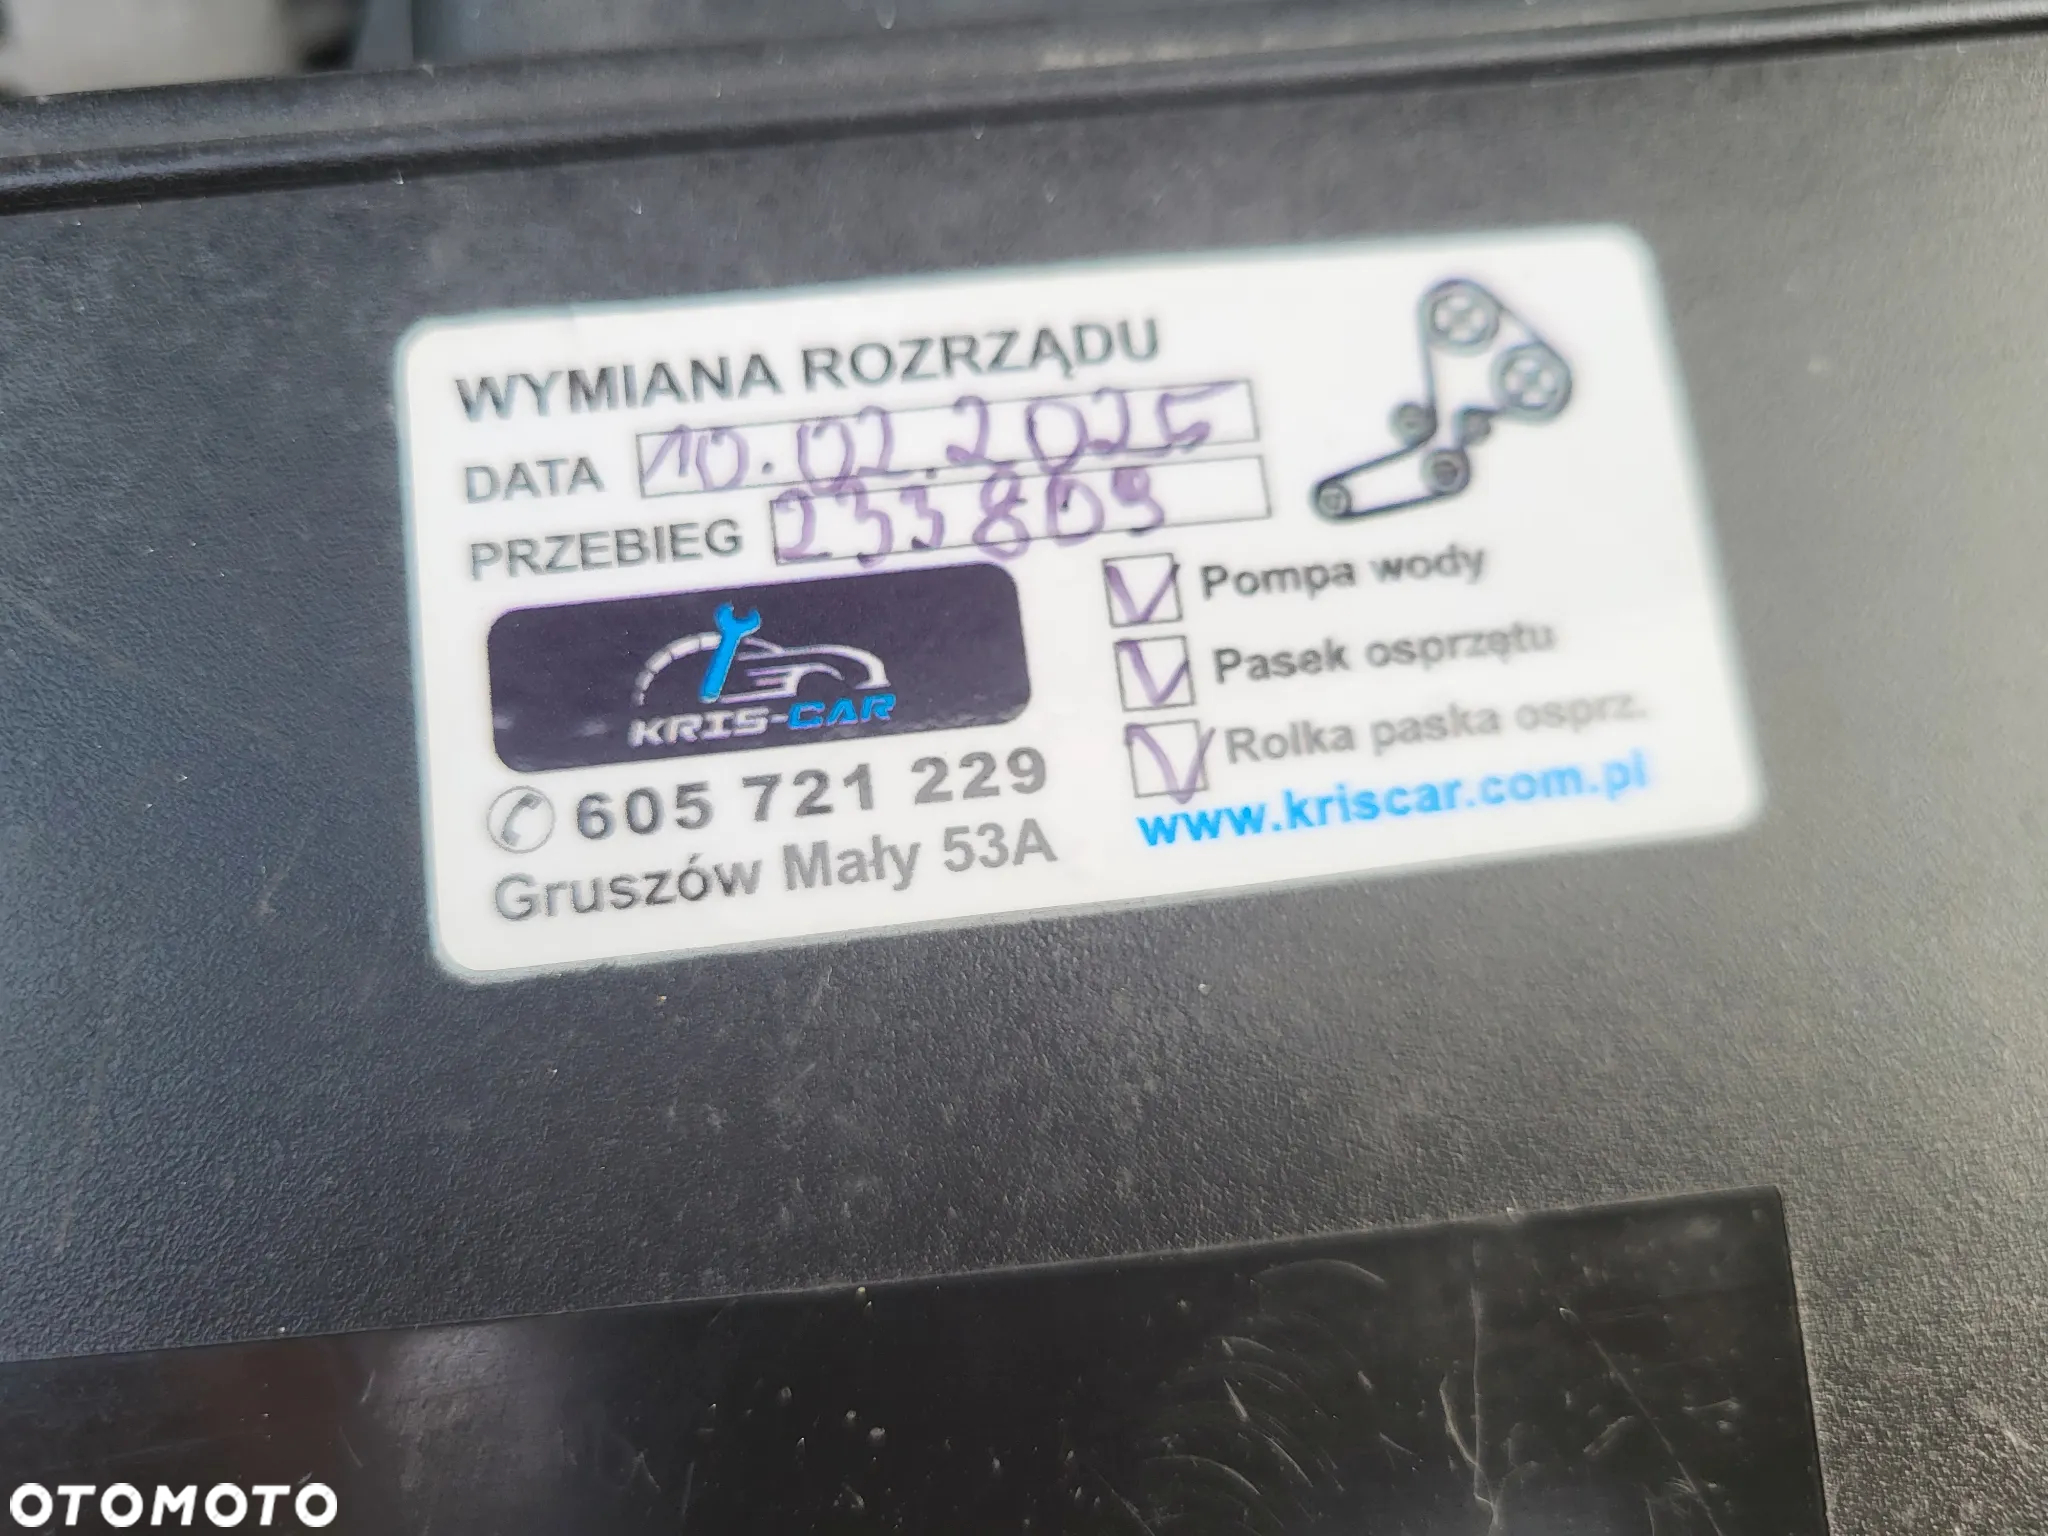 WYMIANA ROZRZĄDU
DATA 10.02.2025
PRZEBIEG 233809
Pompa wody
Pasek osprzętu
Rolka paska osprz.
KRIS-CAR
605 721 229
Gruszów Mały 53A
www.kriscar.com.pl
OTOMOTO